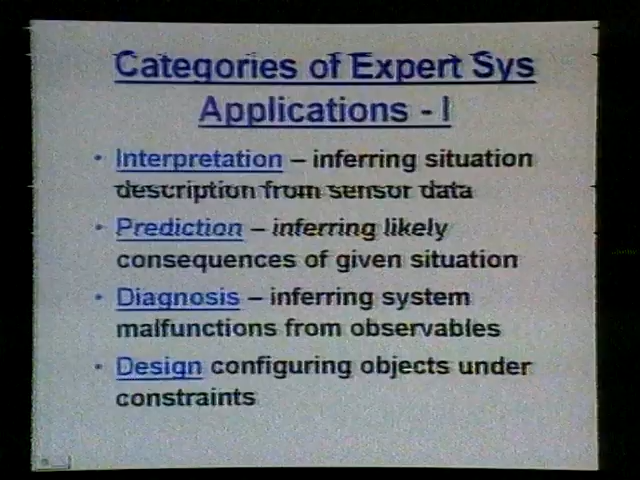 Categories of Expert Sys
Applications - I
• Interpretation – inferring situation
description from sensor data
• Prediction – inferring likely
consequences of given situation
• Diagnosis – inferring system
malfunctions from observables
• Design configuring objects under
constraints